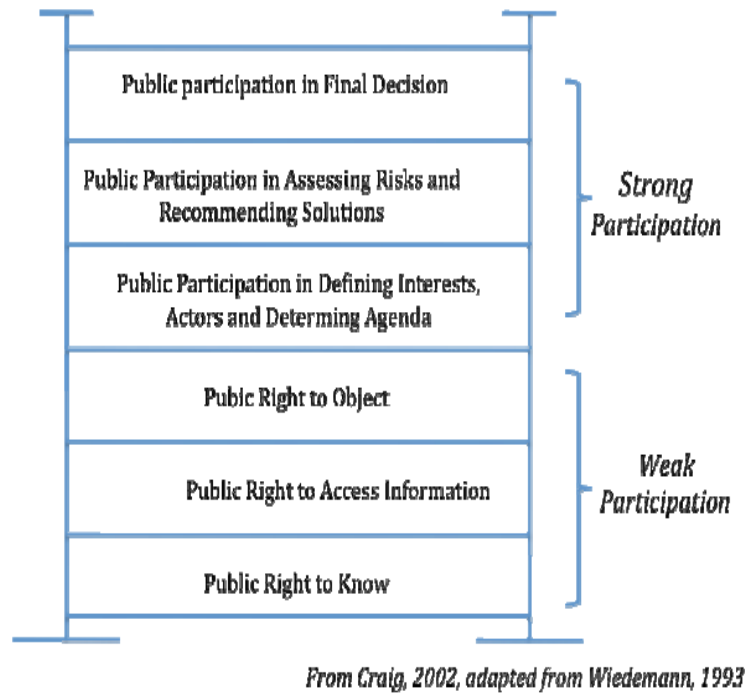 Public participation in Final Decision
Public Participation in Assessing Risks and
Recommending Solutions
Strong
Participation
Public Participation in Defining Interests,
Actors and Determing Agenda
Pubic Right to Object
Public Right to Access Information
Weak
Participation
Public Right to Know
From Craig, 2002, adapted from Wiedemann, 1993